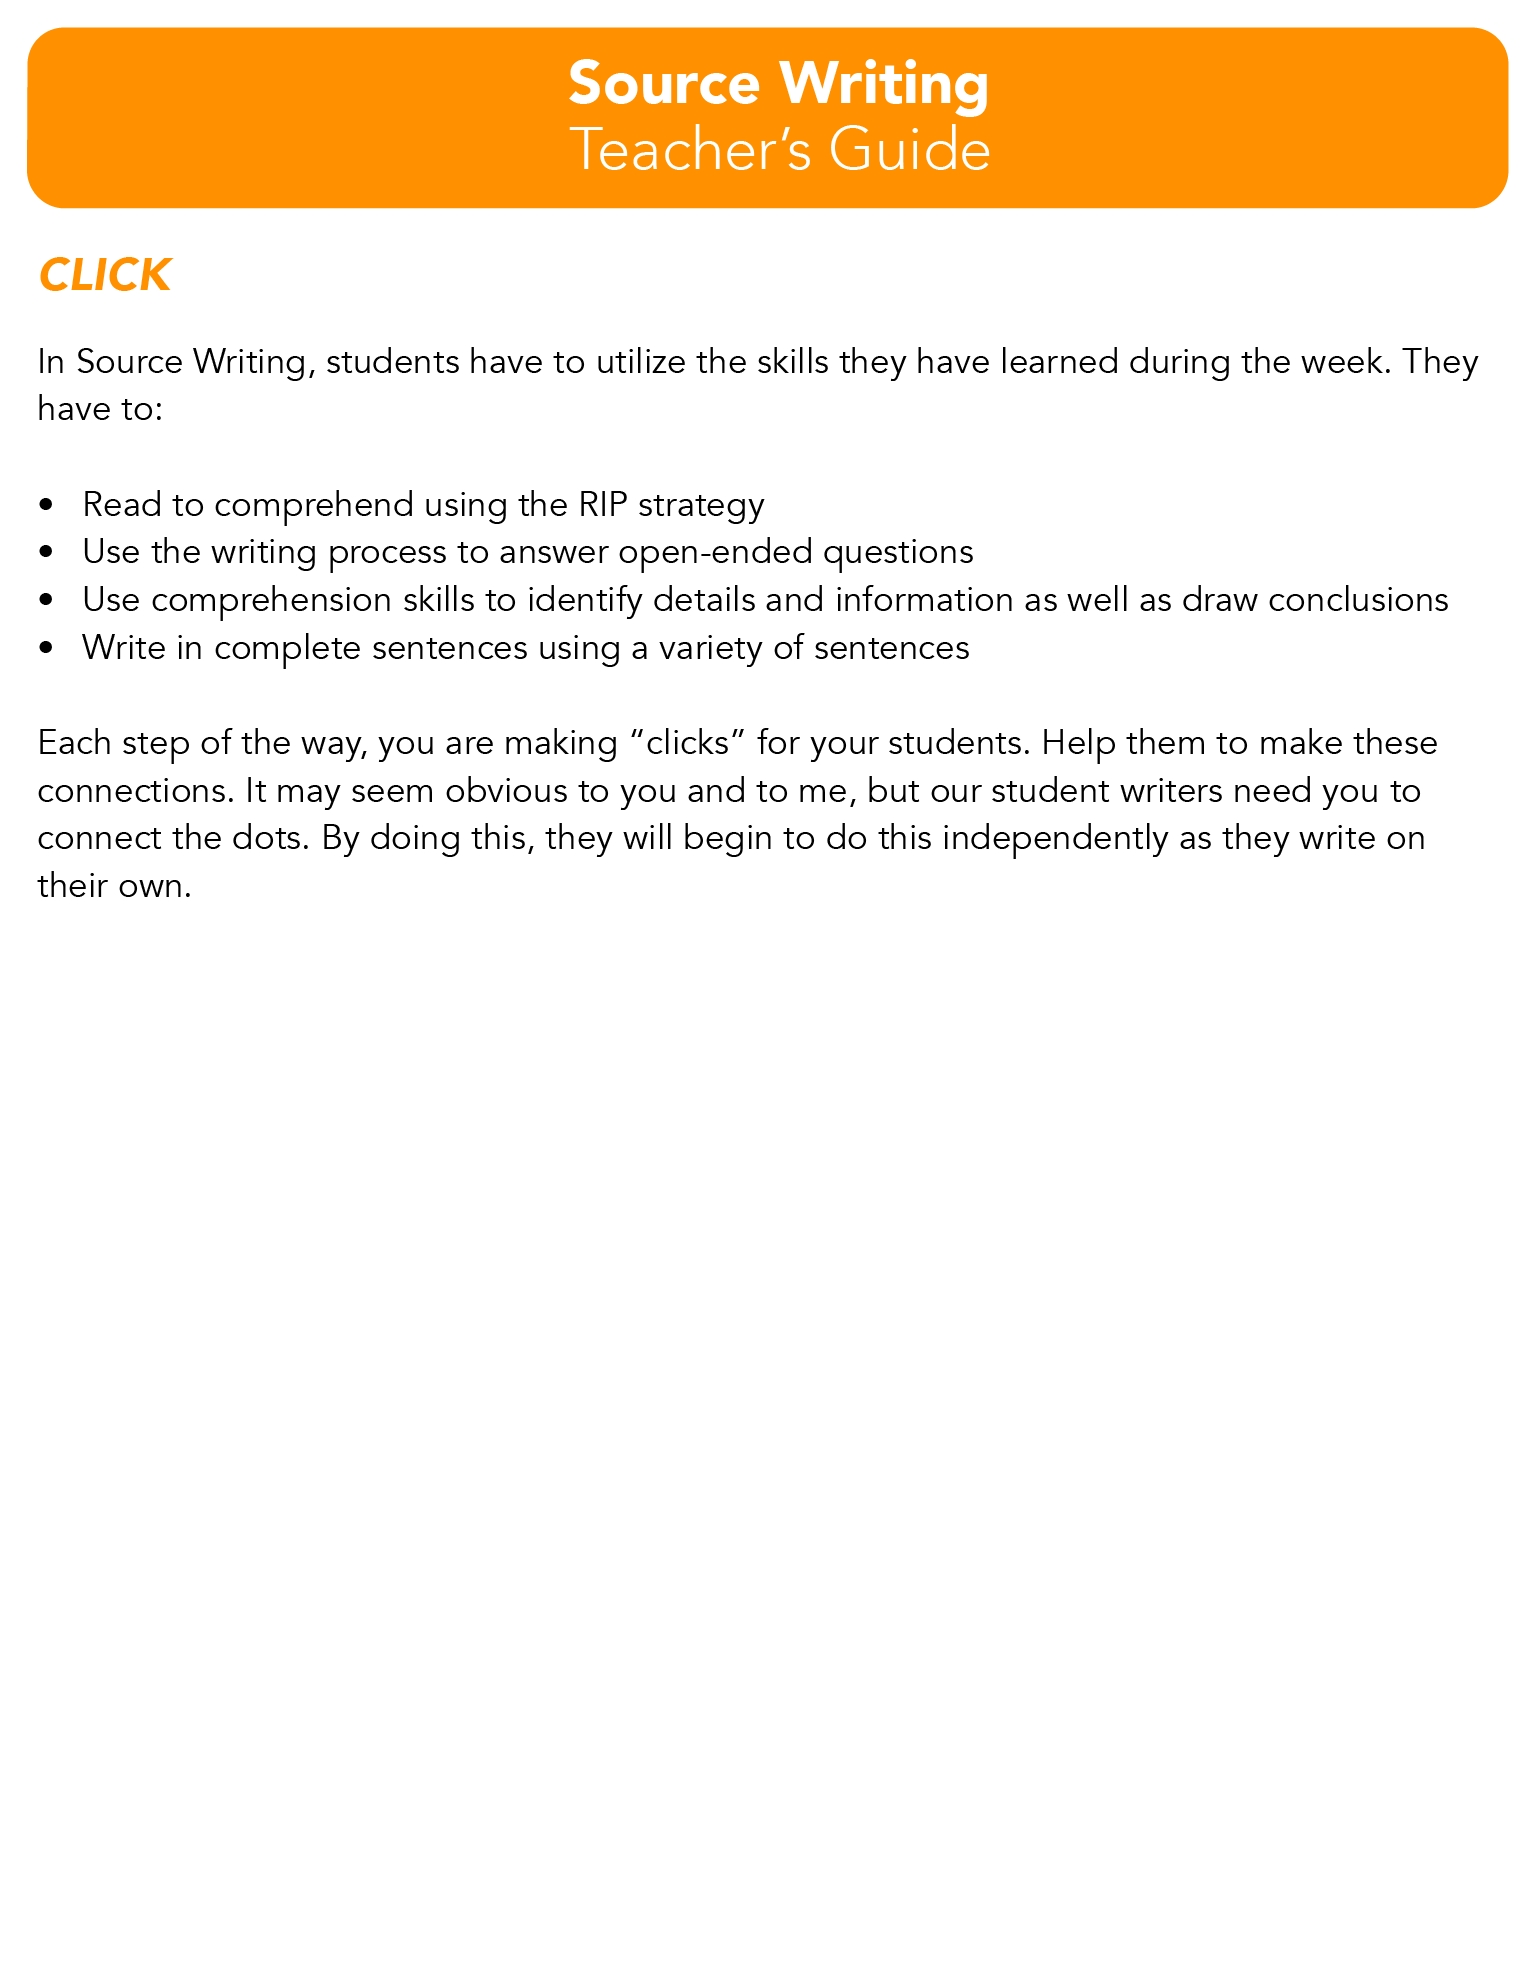 Source Writing
Teacher’s Guide
CLICK
In Source Writing, students have to utilize the skills they have learned during the week. They
have to:
• Read to comprehend using the RIP strategy
• Use the writing process to answer open-ended questions
• Use comprehension skills to identify details and information as well as draw conclusions
• Write in complete sentences using a variety of sentences
Each step of the way, you are making “clicks” for your students. Help them to make these
connections. It may seem obvious to you and to me, but our student writers need you to
connect the dots. By doing this, they will begin to do this independently as they write on
their own.